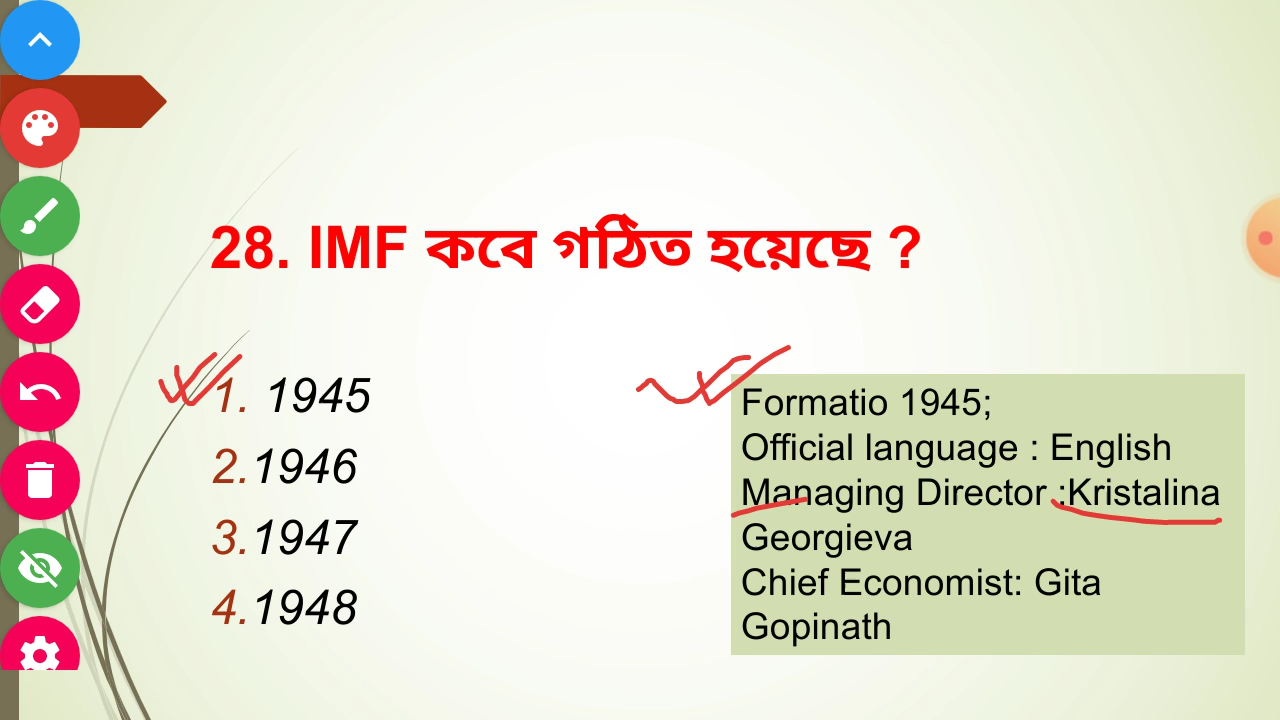 28. IMF কবে গঠিত হয়েছে ?
1. 1945
2.1946
3.1947
4.1948
Formatio 1945;
Official language : English
Managing Director :Kristalina
Georgieva
Chief Economist: Gita
Gopinath